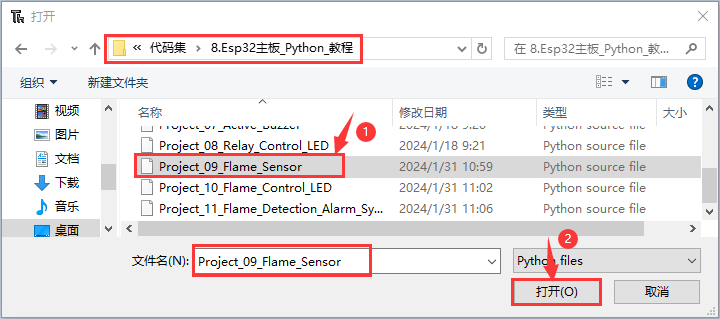 打开
« 代码集 › 8.Esp32主板_Python_教程
在 8.Esp32主板_Python_教...
组织 新建文件夹
名称 修改日期 类型 大小
视频
图片
文档
下载
音乐
桌面
Project_07_Active_Buzzer 2024/1/18 9:20 Python source file
Project_08_Relay_Control_LED 2024/1/18 9:21 Python source file
1
Project_09_Flame_Sensor 2024/1/31 10:59 Python source file
Project_10_Flame_Control_LED 2024/1/31 11:02 Python source file
Project_11_Flame_Detection_Alarm_Sy... 2024/1/31 11:06 Python source file
2
文件名(N): Project_09_Flame_Sensor Python files
打开(O) 取消